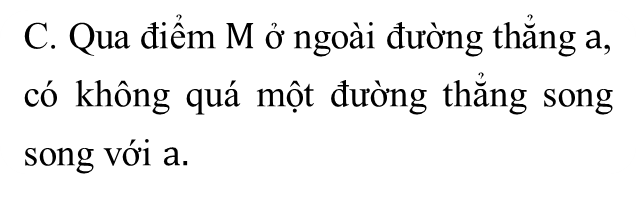 C. Qua điểm M ở ngoài đường thẳng a,
có không quá một đường thẳng song
song với a.